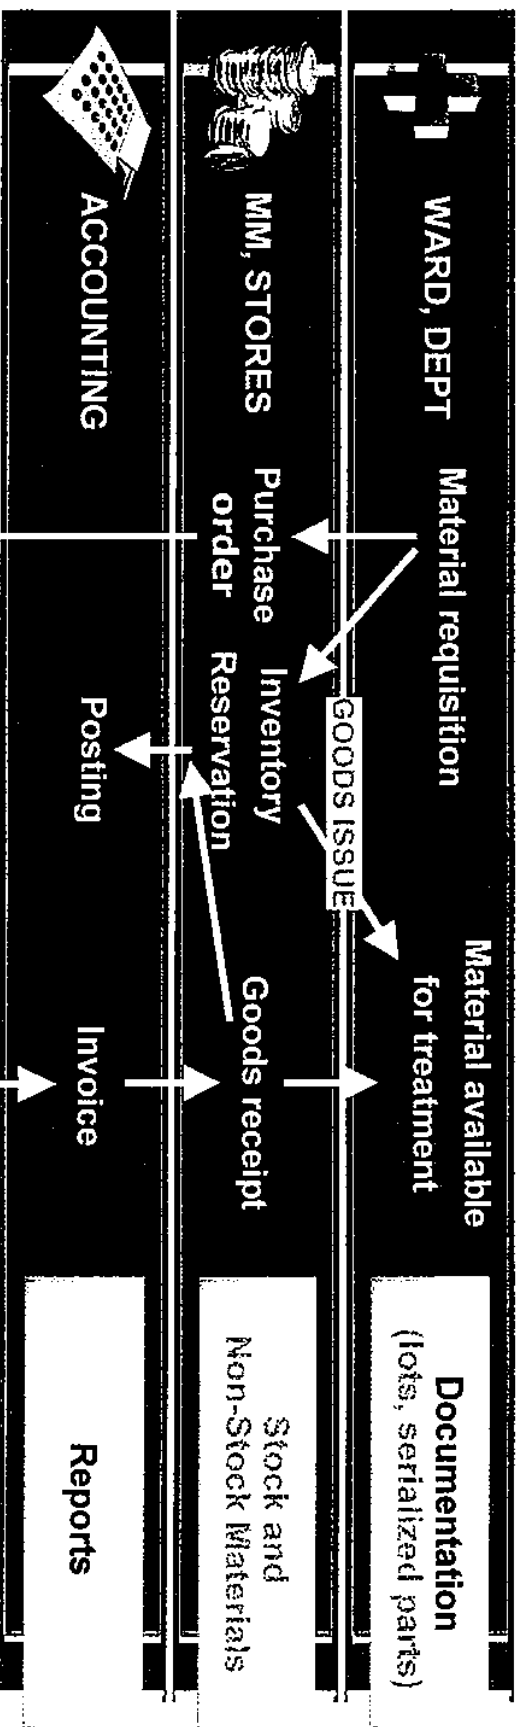 WARD, DEPT
Material requisition
Material available
for treatment
Documentation
(lots, serialized parts)
GOODS ISSUE
MM, STORES
Purchase
order
Inventory
Reservation
Goods receipt
Stock and
Non-Stock Materials
ACCOUNTING
Posting
Invoice
Reports